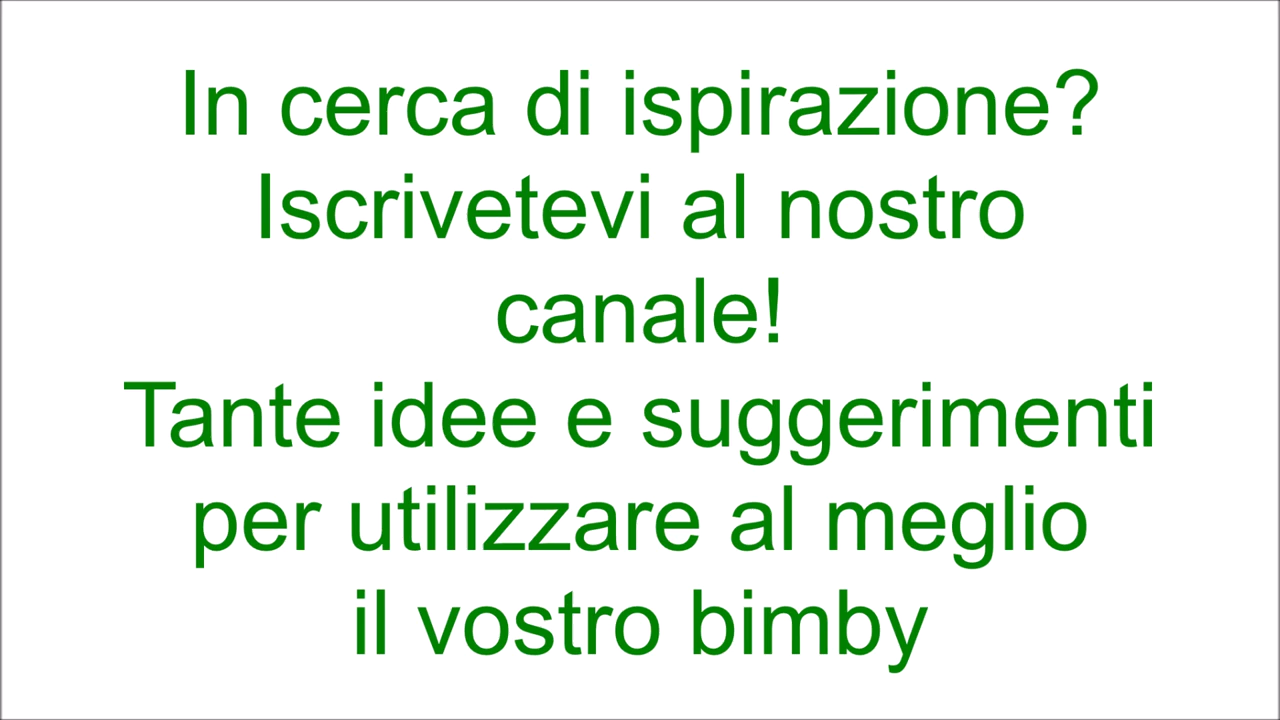 In cerca di ispirazione?
Iscrivetevi al nostro
canale!
Tante idee e suggerimenti
per utilizzare al meglio
il vostro bimby